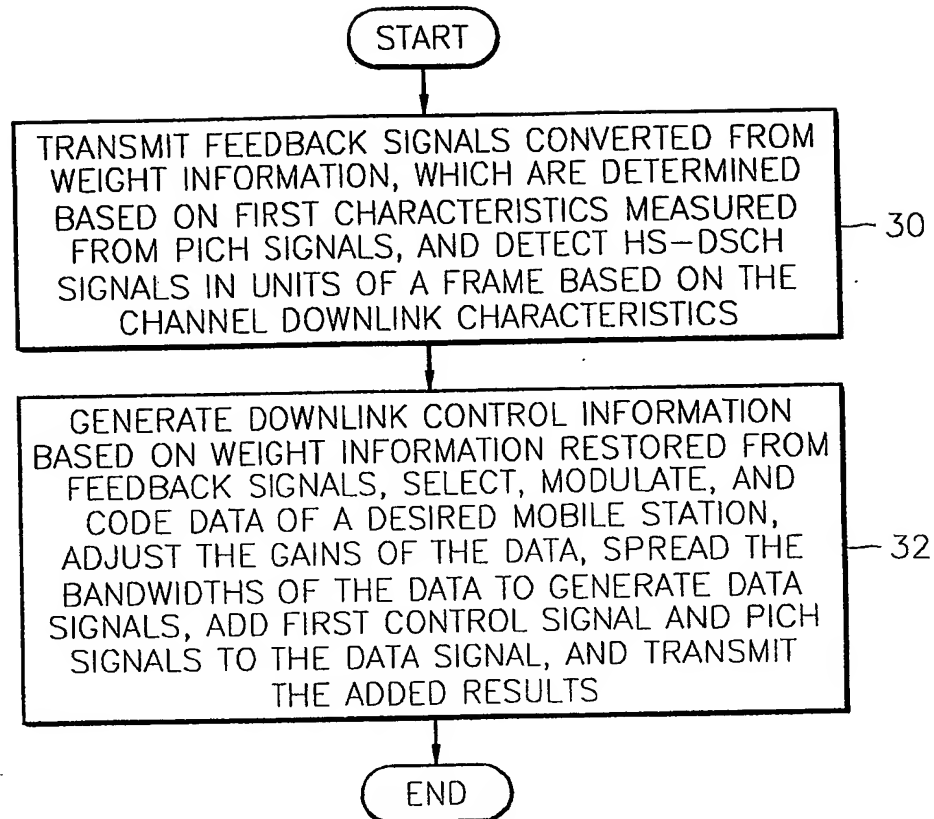 START
TRANSMIT FEEDBACK SIGNALS CONVERTED FROM
WEIGHT INFORMATION, WHICH ARE DETERMINED
BASED ON FIRST CHARACTERISTICS MEASURED
FROM PICH SIGNALS, AND DETECT HS-DSCH
SIGNALS IN UNITS OF A FRAME BASED ON THE
CHANNEL DOWNLINK CHARACTERISTICS
30
GENERATE DOWNLINK CONTROL INFORMATION
BASED ON WEIGHT INFORMATION RESTORED FROM
FEEDBACK SIGNALS, SELECT, MODULATE, AND
CODE DATA OF A DESIRED MOBILE STATION,
ADJUST THE GAINS OF THE DATA, SPREAD THE
BANDWIDTHS OF THE DATA TO GENERATE DATA
SIGNALS, ADD FIRST CONTROL SIGNAL AND PICH
SIGNALS TO THE DATA SIGNAL, AND TRANSMIT
THE ADDED RESULTS
32
END